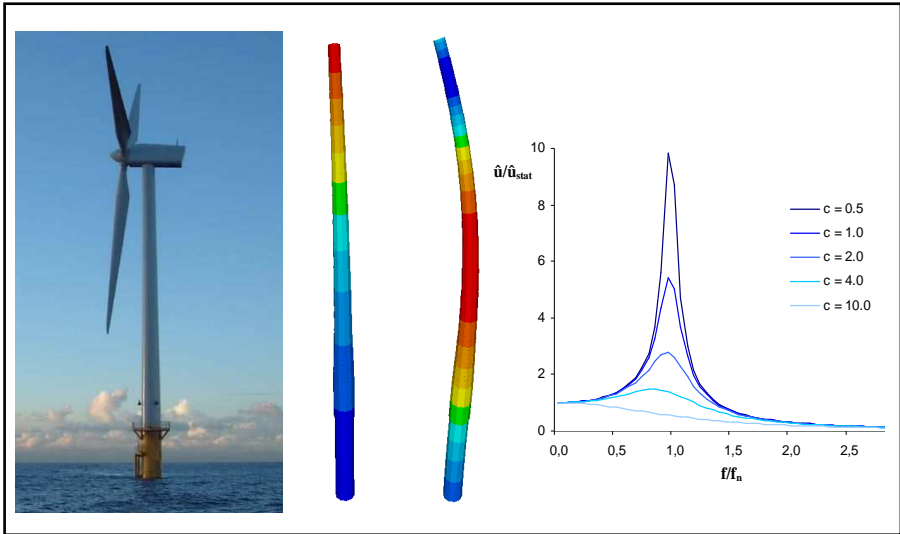 û/û_stat
10
8
6
4
2
0
0,0 0,5 1,0 1,5 2,0 2,5
f/f_n
c = 0.5
c = 1.0
c = 2.0
c = 4.0
c = 10.0